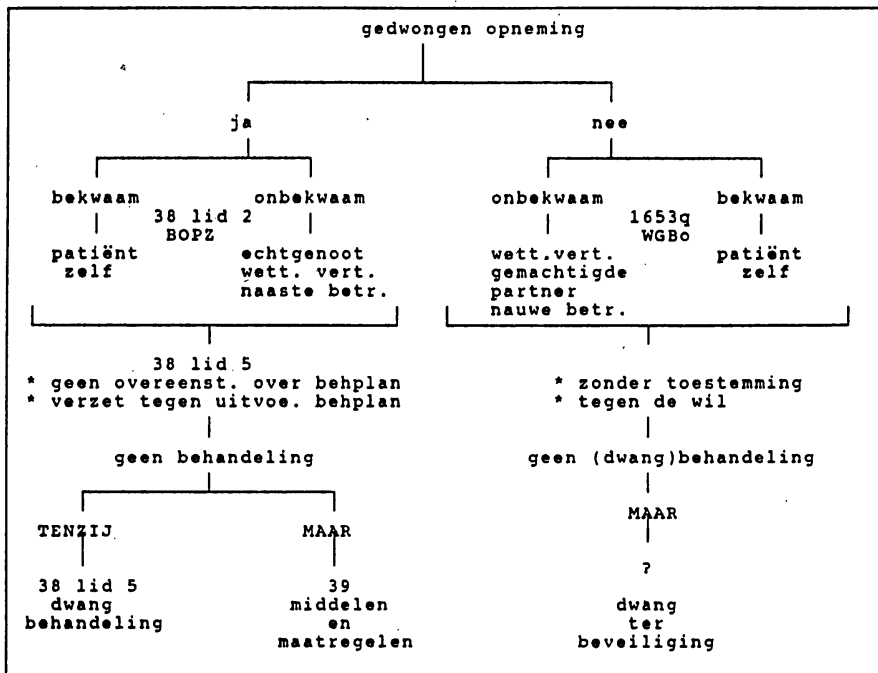 gedwongen opneming
ja nee
bekwaam onbekwaam onbekwaam bekwaam
38 lid 2 1653q
BOPZ WGBo
patiënt echtgenoot wett.vert. patiënt
zelf wett. vert. gemachtigde zelf
naaste betr. partner
nauwe betr.
38 lid 5
* geen overeenst. over behplan * zonder toestemming
* verzet tegen uitvoe. behplan * tegen de wil
geen behandeling geen (dwang)behandeling
TENZIJ MAAR MAAR
?
38 lid 5 39
dwang middelen dwang
behandeling en ter
maatregelen beveiliging